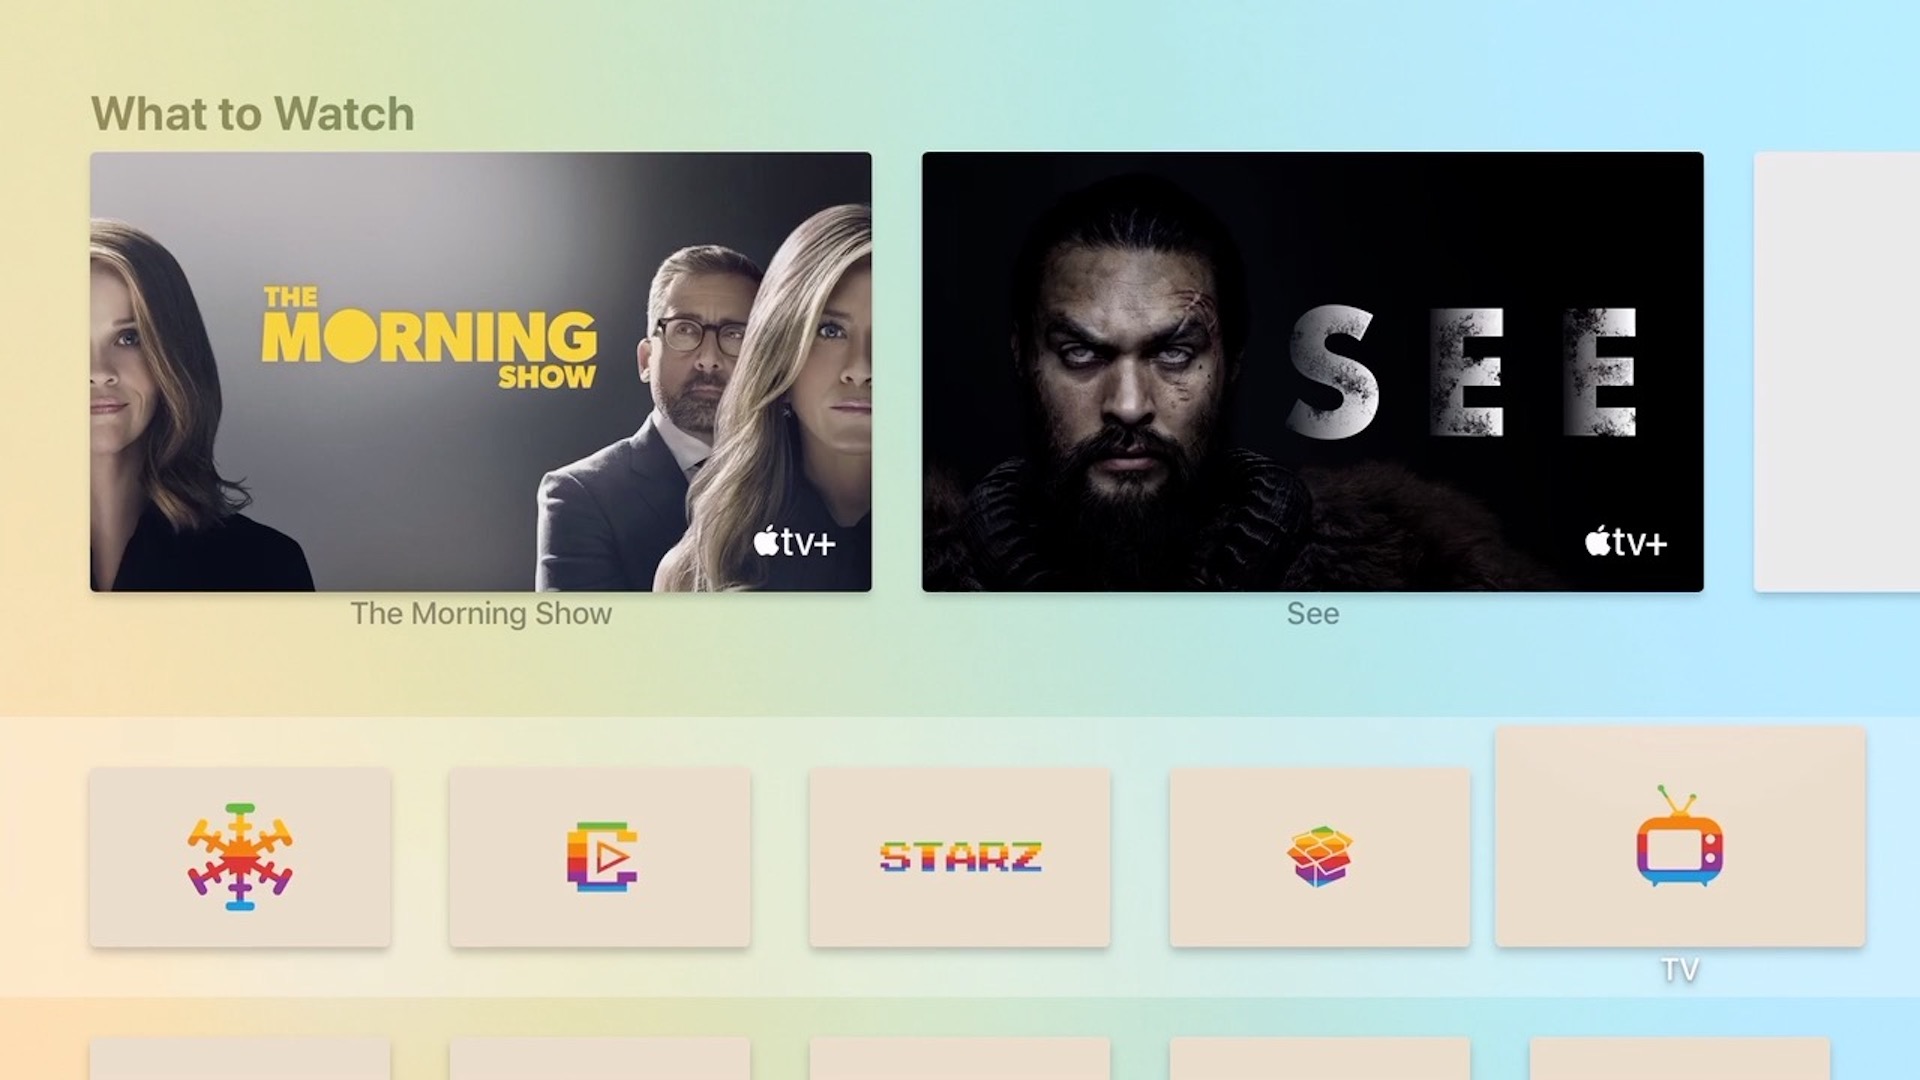 What to Watch
THE
MORNING
SHOW
tv+
SEE
tv+
The Morning Show
See
STARZ
TV